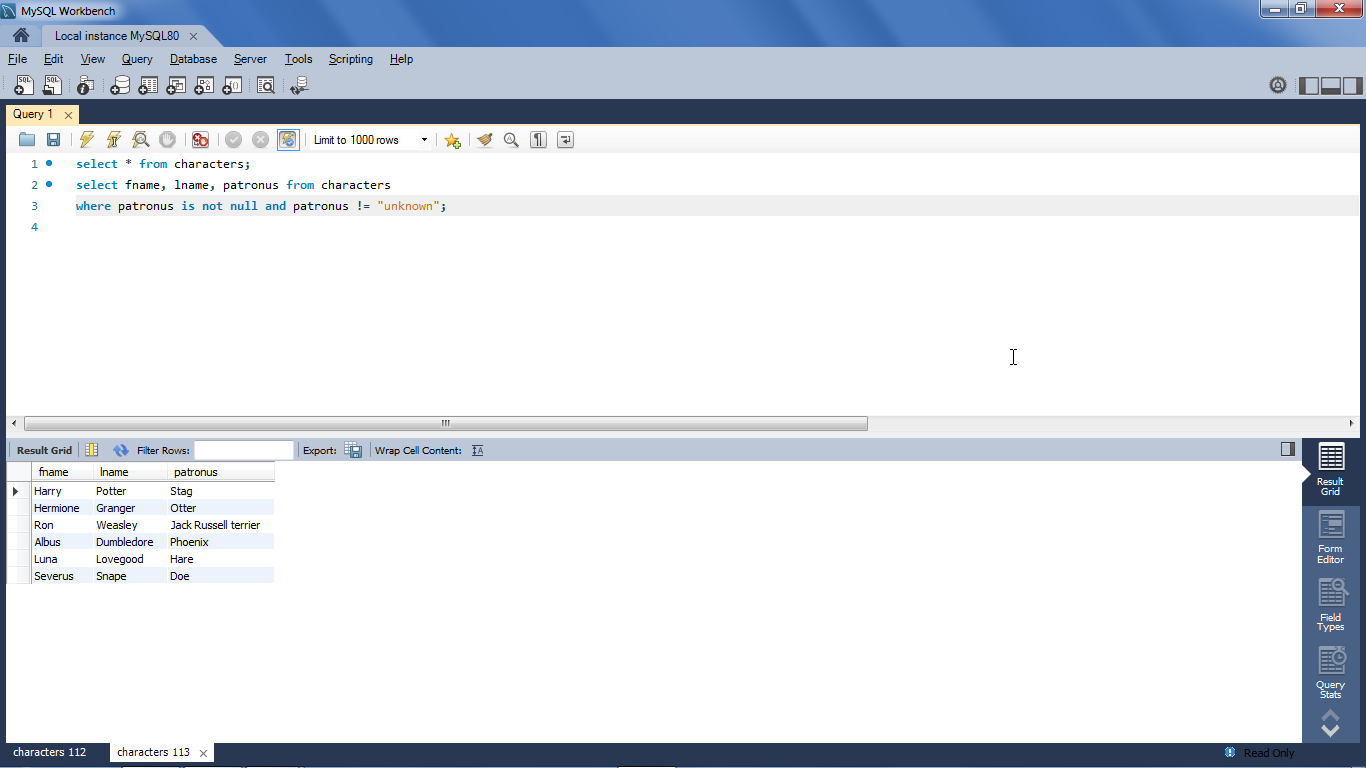 MySQL Workbench
Local instance MySQL80
File Edit View Query Database Server Tools Scripting Help
SQL SQL
Query 1
Limit to 1000 rows
1 select * from characters;
2 select fname, lname, patronus from characters
3 where patronus is not null and patronus != "unknown";
4
Result Grid Filter Rows: Export: Wrap Cell Content:
fname lname patronus
Harry Potter Stag
Hermione Granger Otter
Ron Weasley Jack Russell terrier
Albus Dumbledore Phoenix
Luna Lovegood Hare
Severus Snape Doe
Result
Grid
Form
Editor
Field
Types
Query
Stats
characters 112 characters 113 Read Only